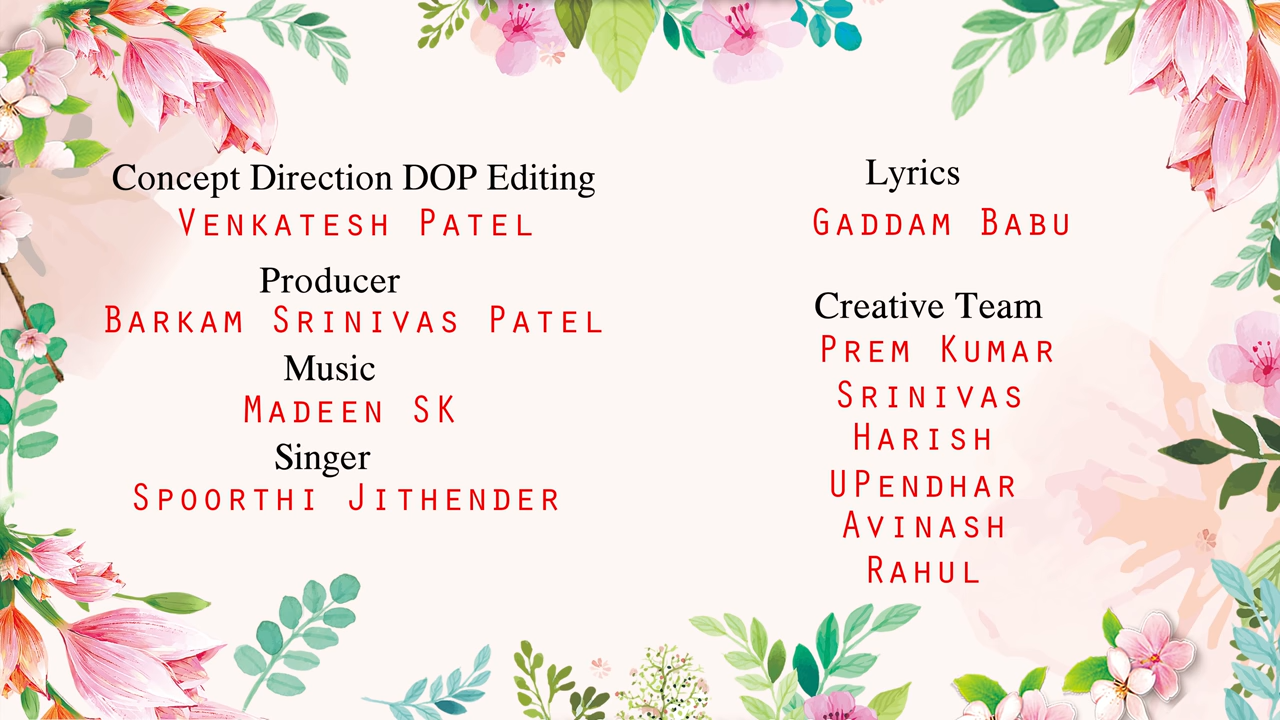 Concept Direction DOP Editing
Venkatesh Patel
Producer
Barkam Srinivas Patel
Music
Madeen SK
Singer
Spoorthi Jithender
Lyrics
Gaddam Babu
Creative Team
Prem Kumar
Srinivas
Harish
UPendhar
Avinash
Rahul